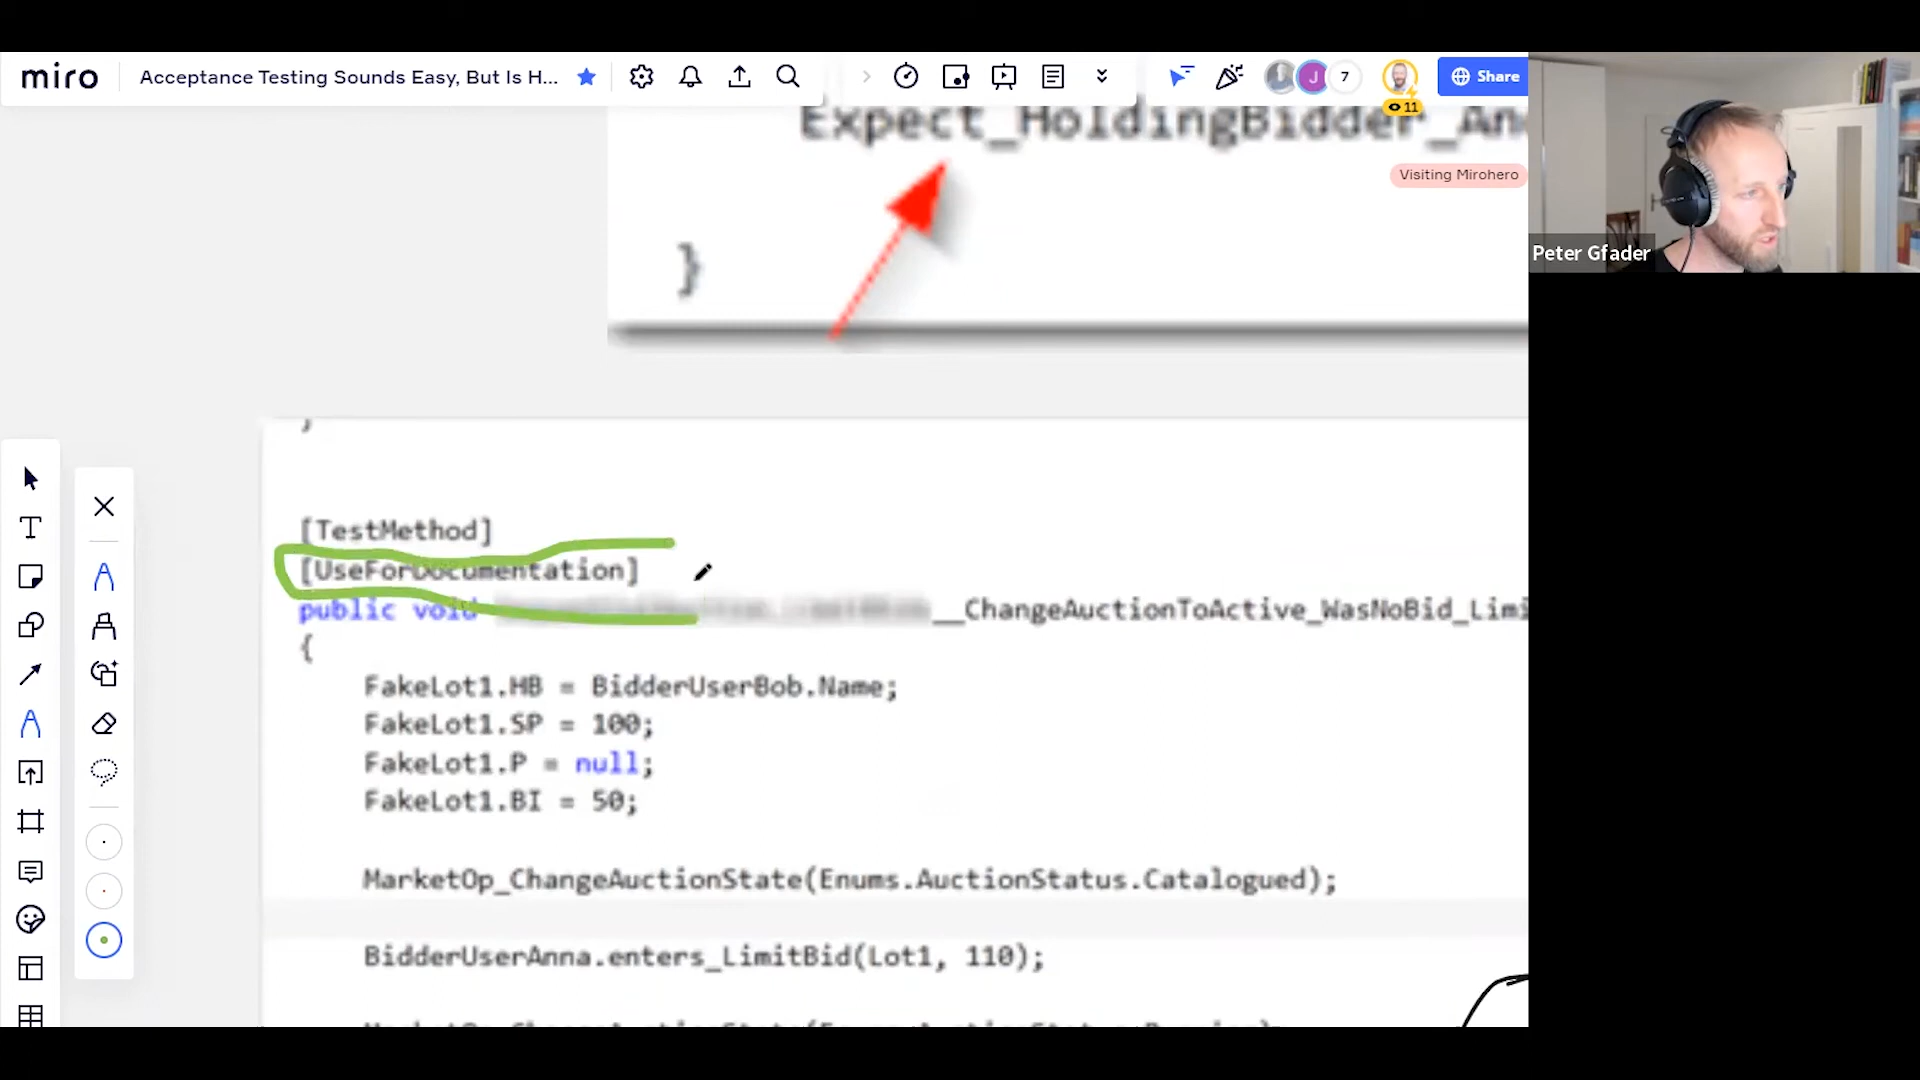 miro
Acceptance Testing Sounds Easy, But Is H...
J
7
Share
11
Expect_HoldingBidder_An
Visiting Mirohero
Peter Gfader
}
[TestMethod]
[UseForDocumentation]
public void __ChangeAuctionToActive_WasNoBid_Limi
{
FakeLot1.HB = BidderUserBob.Name;
FakeLot1.SP = 100;
FakeLot1.P = null;
FakeLot1.BI = 50;
MarketOp_ChangeAuctionState(Enums.AuctionStatus.Catalogued);
BidderUserAnna.enters_LimitBid(Lot1, 110);